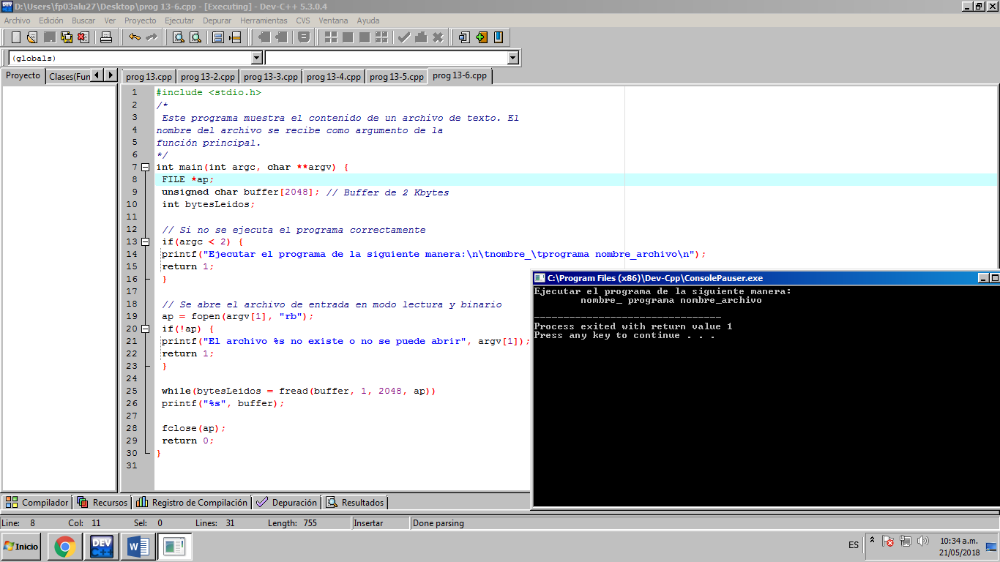 D:\Users\fp03alu27\Desktop\prog 13-6.cpp - [Executing] - Dev-C++ 5.3.0.4
Archivo Edición Buscar Ver Proyecto Ejecutar Depurar Herramientas CVS Ventana Ayuda
(globals)
Proyecto Clases(Fun prog 13.cpp prog 13-2.cpp prog 13-3.cpp prog 13-4.cpp prog 13-5.cpp prog 13-6.cpp
1 #include <stdio.h>
2 /*
3 Este programa muestra el contenido de un archivo de texto. El
4 nombre del archivo se recibe como argumento de la
5 función principal.
6 */
7 int main(int argc, char **argv) {
8 FILE *ap;
9 unsigned char buffer[2048]; // Buffer de 2 Kbytes
10 int bytesLeidos;
11
12 // Si no se ejecuta el programa correctamente
13 if(argc < 2) {
14 printf("Ejecutar el programa de la siguiente manera:\n\tnombre_\tprograma nombre_archivo\n");
15 return 1;
16 }
17
18 // Se abre el archivo de entrada en modo lectura y binario
19 ap = fopen(argv[1], "rb");
20 if(!ap) {
21 printf("El archivo %s no existe o no se puede abrir", argv[1]);
22 return 1;
23 }
24
25 while(bytesLeidos = fread(buffer, 1, 2048, ap))
26 printf("%s", buffer);
27
28 fclose(ap);
29 return 0;
30 }
31
C:\Program Files (x86)\Dev-Cpp\ConsolePauser.exe
Ejecutar el programa de la siguiente manera:
nombre_ programa nombre_archivo
--------------------------------
Process exited with return value 1
Press any key to continue . . .
Compilador Recursos Registro de Compilación Depuración Resultados
Line: 8 Col: 11 Sel: 0 Lines: 31 Length: 755 Insertar Done parsing
Inicio DEV C++ W ES 10:34 a.m.
21/05/2018